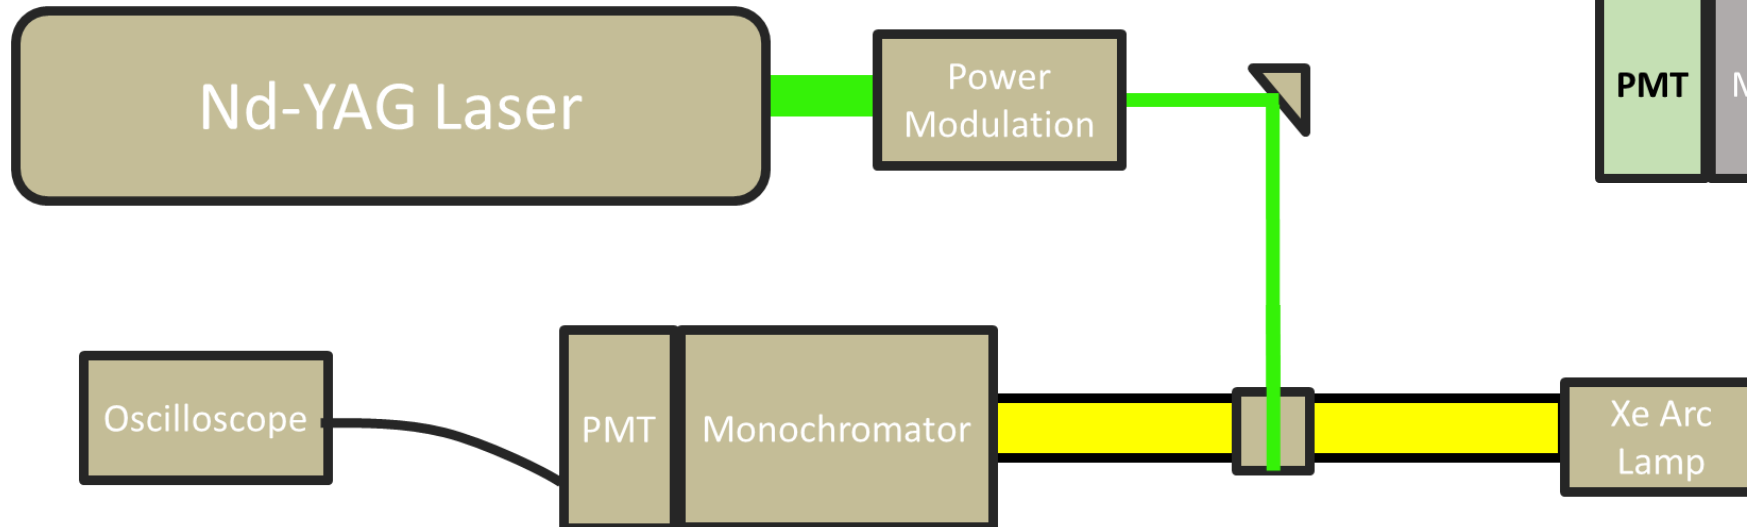 Nd-YAG Laser
Power
Modulation
PMT
M
Oscilloscope
PMT
Monochromator
Xe Arc
Lamp